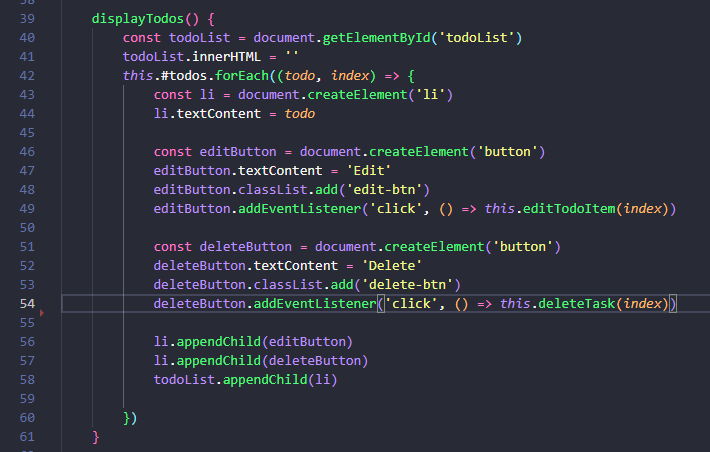 39 displayTodos() {
40 const todoList = document.getElementById('todoList')
41 todoList.innerHTML = ''
42 this.#todos.forEach((todo, index) => {
43 const li = document.createElement('li')
44 li.textContent = todo
45
46 const editButton = document.createElement('button')
47 editButton.textContent = 'Edit'
48 editButton.classList.add('edit-btn')
49 editButton.addEventListener('click', () => this.editTodoItem(index))
50
51 const deleteButton = document.createElement('button')
52 deleteButton.textContent = 'Delete'
53 deleteButton.classList.add('delete-btn')
54 deleteButton.addEventListener('click', () => this.deleteTask(index))
55
56 li.appendChild(editButton)
57 li.appendChild(deleteButton)
58 todoList.appendChild(li)
59
60 })
61 }